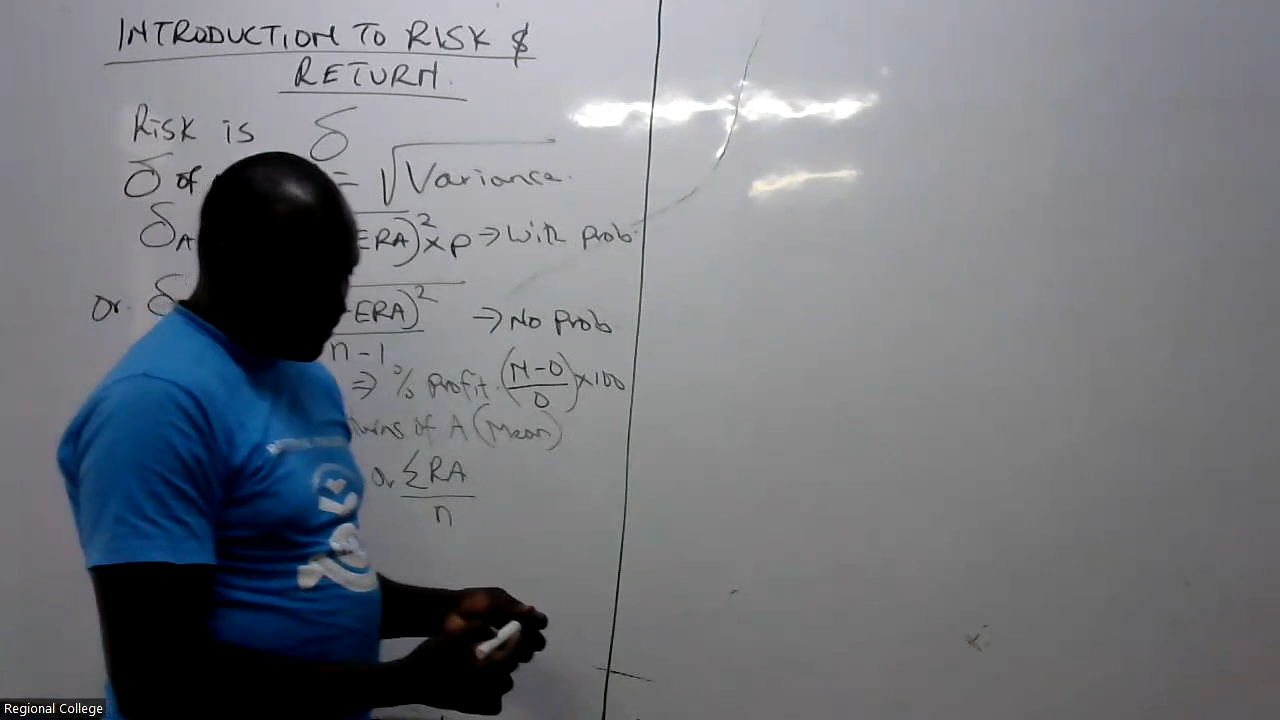 INTRODUCTION TO RISK &
RETURN.
Risk is δ
δ of = √Variance.
δA ERA)² x P → With prob.
Or. δ -ERA)² → No prob
n - 1
⇒ % profit. (N - O / O) x 100
of A (Mean)
Or ΣRA
n
Regional College